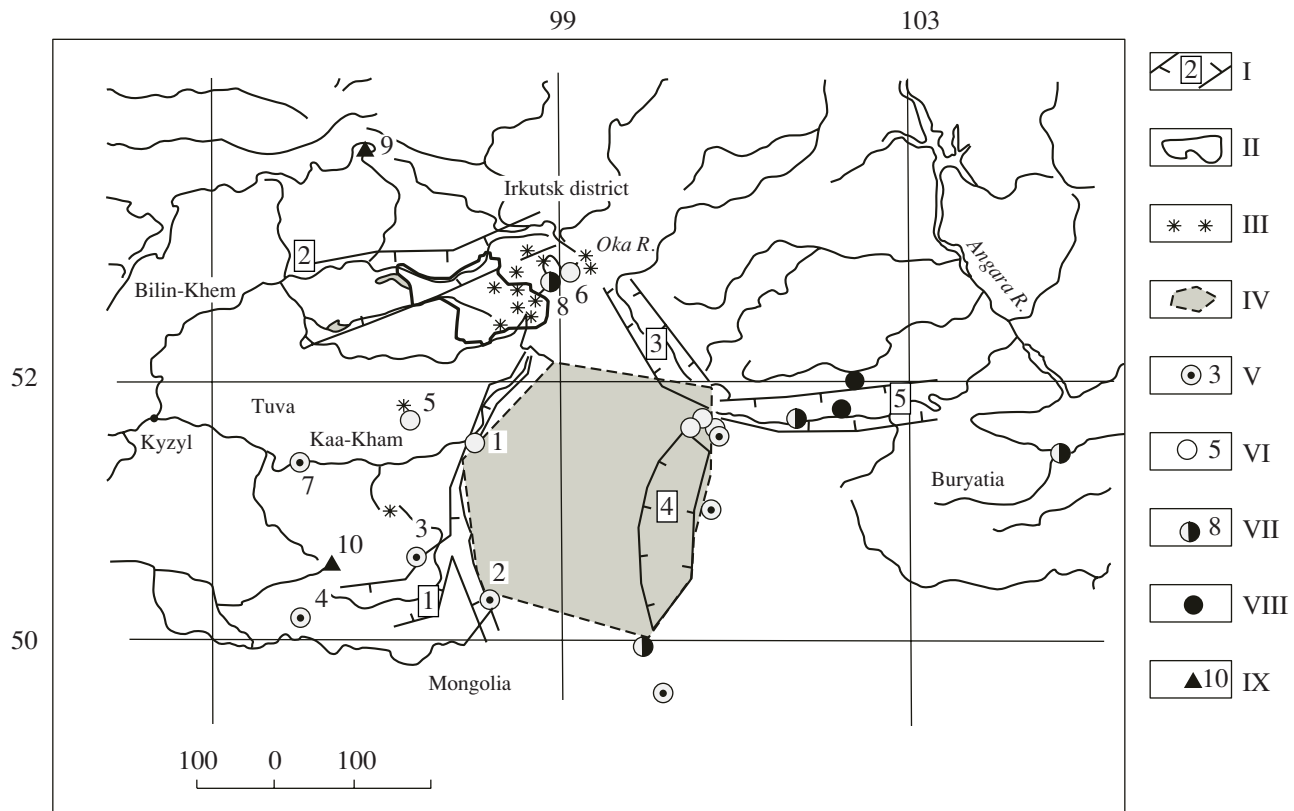 99 103
2 I
II
9
Irkutsk district
III
Oka R.
2
Angara R.
Bilin-Khem
6
8
IV
3
52
3 V
5
5
Tuva
Kaa-Kham
Kyzyl
1
5 VI
7
Buryatia
4
8 VII
3
10
2
1
4
VIII
50
Mongolia
10 IX
100 0 100